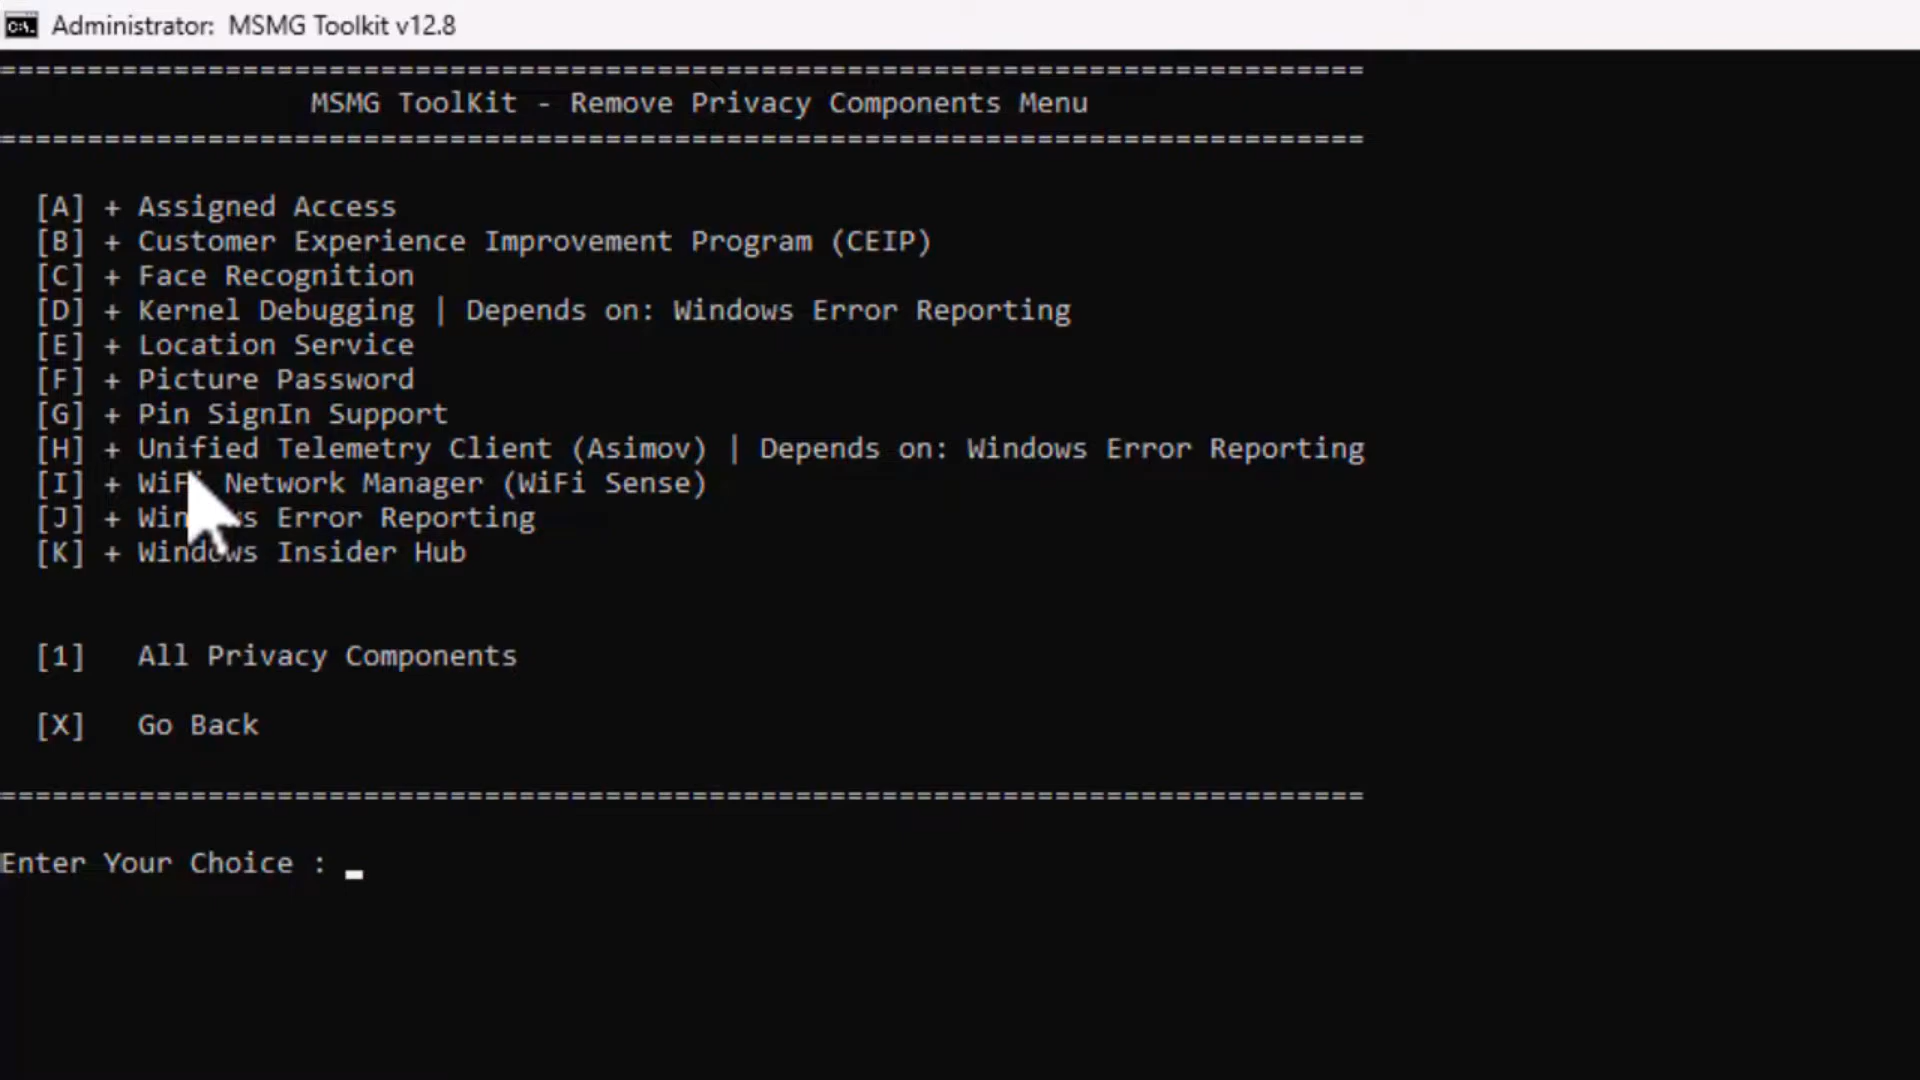 Administrator: MSMG Toolkit v12.8
===============================================================================
MSMG ToolKit - Remove Privacy Components Menu
===============================================================================
[A] + Assigned Access
[B] + Customer Experience Improvement Program (CEIP)
[C] + Face Recognition
[D] + Kernel Debugging | Depends on: Windows Error Reporting
[E] + Location Service
[F] + Picture Password
[G] + Pin SignIn Support
[H] + Unified Telemetry Client (Asimov) | Depends on: Windows Error Reporting
[I] + WiFi Network Manager (WiFi Sense)
[J] + Windows Error Reporting
[K] + Windows Insider Hub
[1] All Privacy Components
[X] Go Back
===============================================================================
Enter Your Choice : _